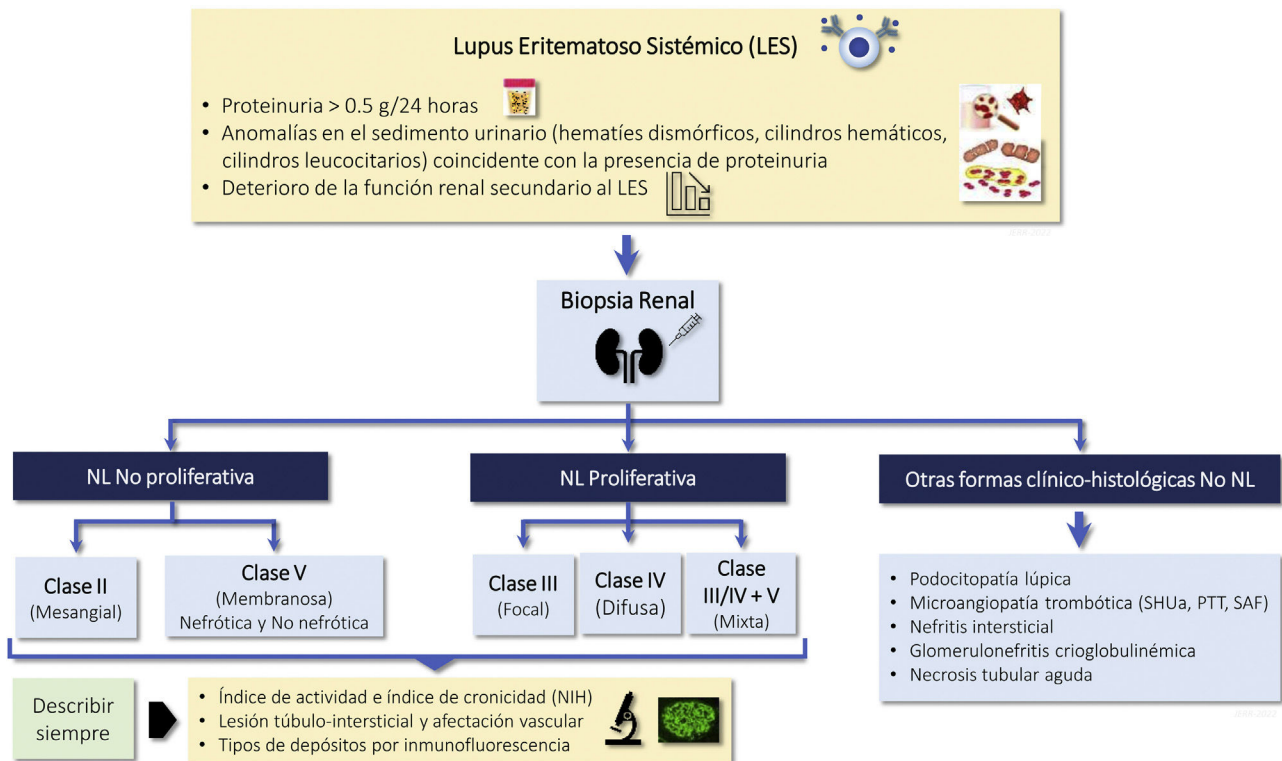 Lupus Eritematoso Sistémico (LES)
• Proteinuria > 0.5 g/24 horas
• Anomalías en el sedimento urinario (hematíes dismórficos, cilindros hemáticos,
cilindros leucocitarios) coincidente con la presencia de proteinuria
• Deterioro de la función renal secundario al LES
Biopsia Renal
NL No proliferativa
NL Proliferativa
Otras formas clínico-histológicas No NL
Clase II
(Mesangial)
Clase V
(Membranosa)
Nefrótica y No nefrótica
Clase III
(Focal)
Clase IV
(Difusa)
Clase
III/IV + V
(Mixta)
• Podocitopatía lúpica
• Microangiopatía trombótica (SHUa, PTT, SAF)
• Nefritis intersticial
• Glomerulonefritis crioglobulinémica
• Necrosis tubular aguda
Describir
siempre
• Índice de actividad e índice de cronicidad (NIH)
• Lesión túbulo-intersticial y afectación vascular
• Tipos de depósitos por inmunofluorescencia